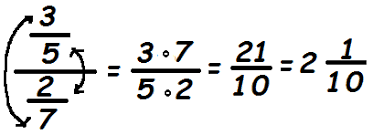 3/5 / 2/7 = 3 · 7 / 5 · 2 = 21/10 = 2 1/10